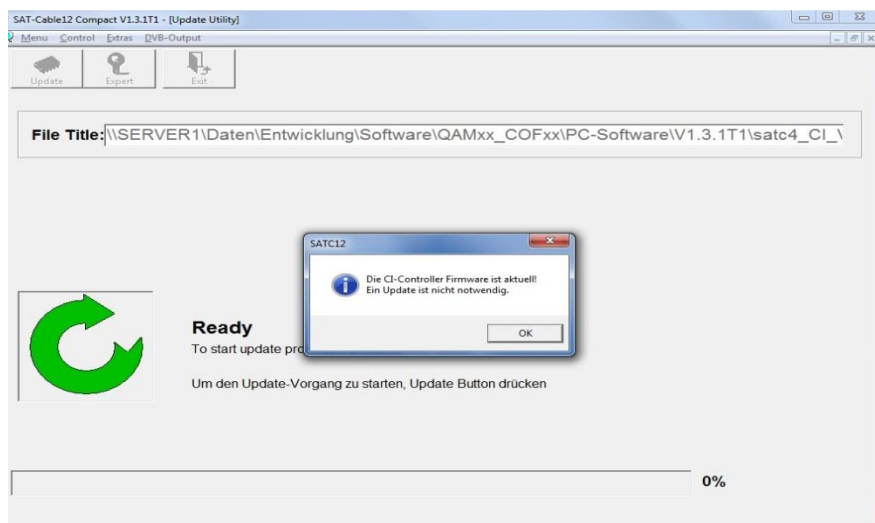 SAT-Cable12 Compact V1.3.1T1 - [Update Utility]
Menu Control Extras DVB-Output
Update Expert Exit
File Title: \\SERVER1\Daten\Entwicklung\Software\QAMxx_COFxx\PC-Software\V1.3.1T1\satc4_CI_\
SATC12
Die CI-Controller Firmware ist aktuell!
Ein Update ist nicht notwendig.
OK
Ready
To start update pro
Um den Update-Vorgang zu starten, Update Button drücken
0%